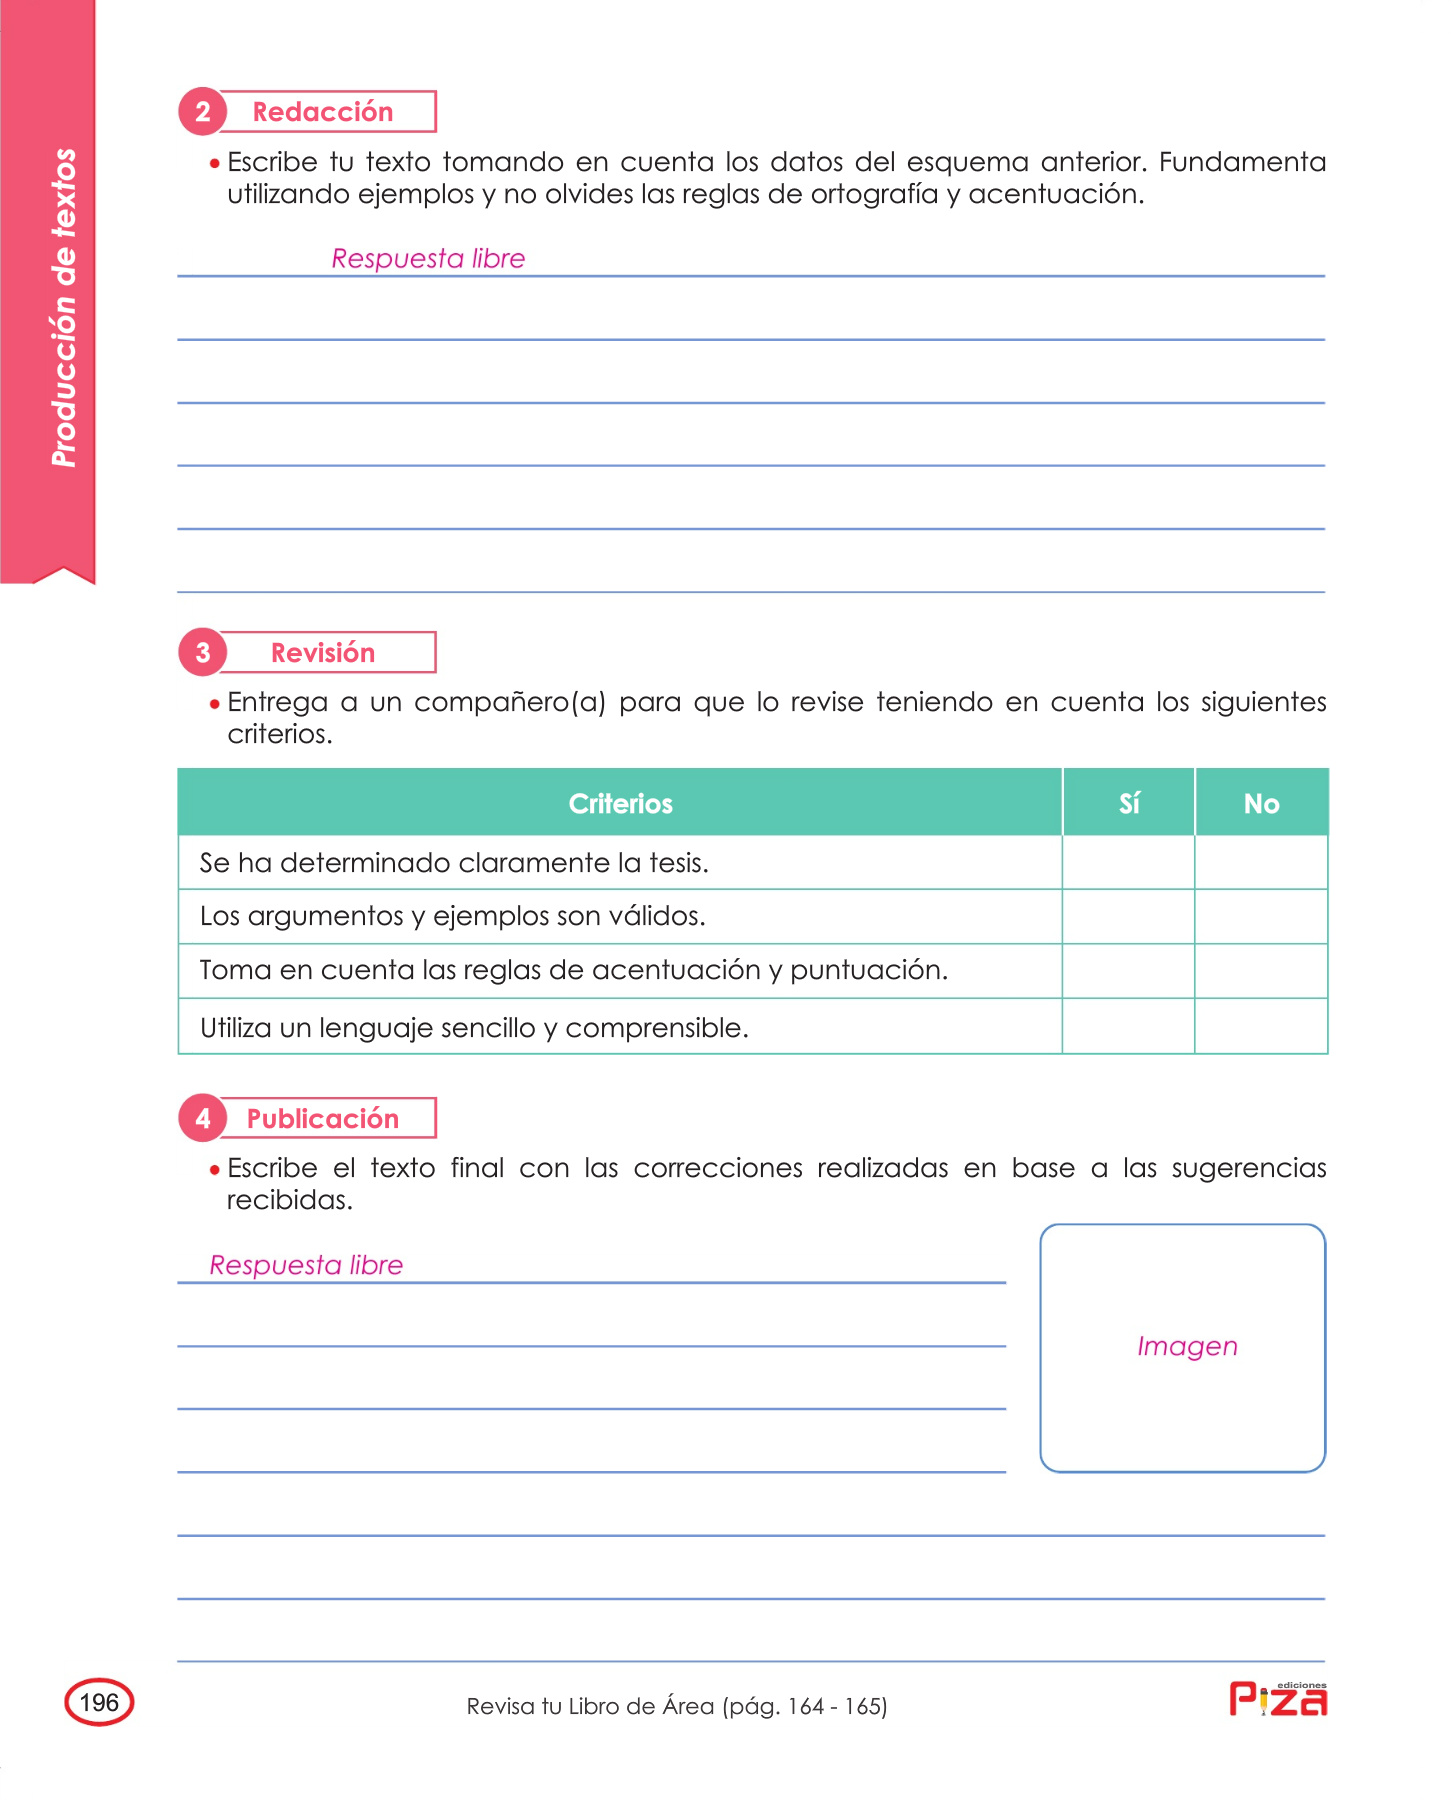 Producción de textos
2 Redacción
• Escribe tu texto tomando en cuenta los datos del esquema anterior. Fundamenta
utilizando ejemplos y no olvides las reglas de ortografía y acentuación.
Respuesta libre
3 Revisión
• Entrega a un compañero(a) para que lo revise teniendo en cuenta los siguientes
criterios.
Criterios Sí No
Se ha determinado claramente la tesis.
Los argumentos y ejemplos son válidos.
Toma en cuenta las reglas de acentuación y puntuación.
Utiliza un lenguaje sencillo y comprensible.
4 Publicación
• Escribe el texto final con las correcciones realizadas en base a las sugerencias
recibidas.
Respuesta libre
Imagen
196
Revisa tu Libro de Área (pág. 164 - 165)
ediciones
Piza